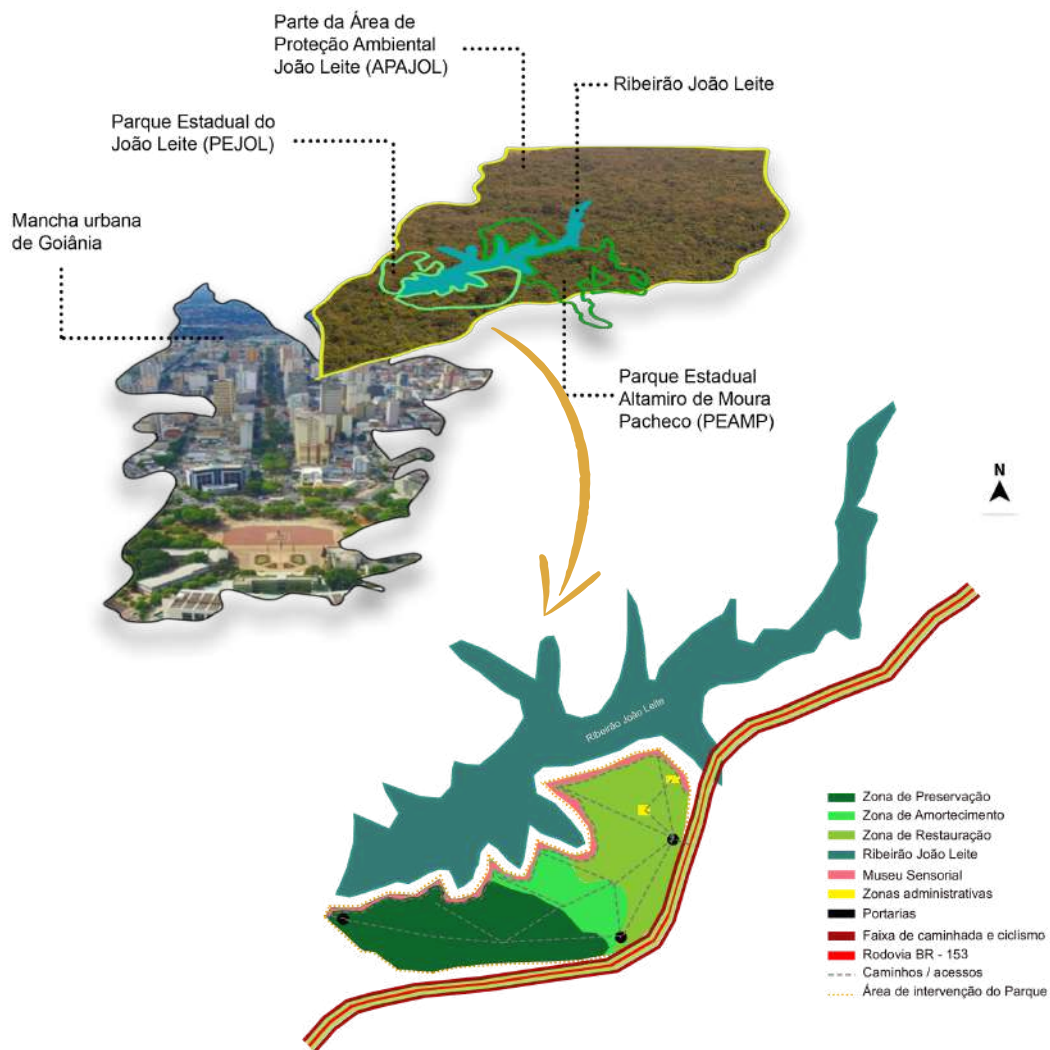 Parte da Área de
Proteção Ambiental
João Leite (APAJOL)
Ribeirão João Leite
Parque Estadual do
João Leite (PEJOL)
Mancha urbana
de Goiânia
Parque Estadual
Altamiro de Moura
Pacheco (PEAMP)
N
Ribeirão João Leite
Zona de Preservação
Zona de Amortecimento
Zona de Restauração
Ribeirão João Leite
Museu Sensorial
Zonas administrativas
Portarias
Faixa de caminhada e ciclismo
Rodovia BR - 153
Caminhos / acessos
Área de intervenção do Parque